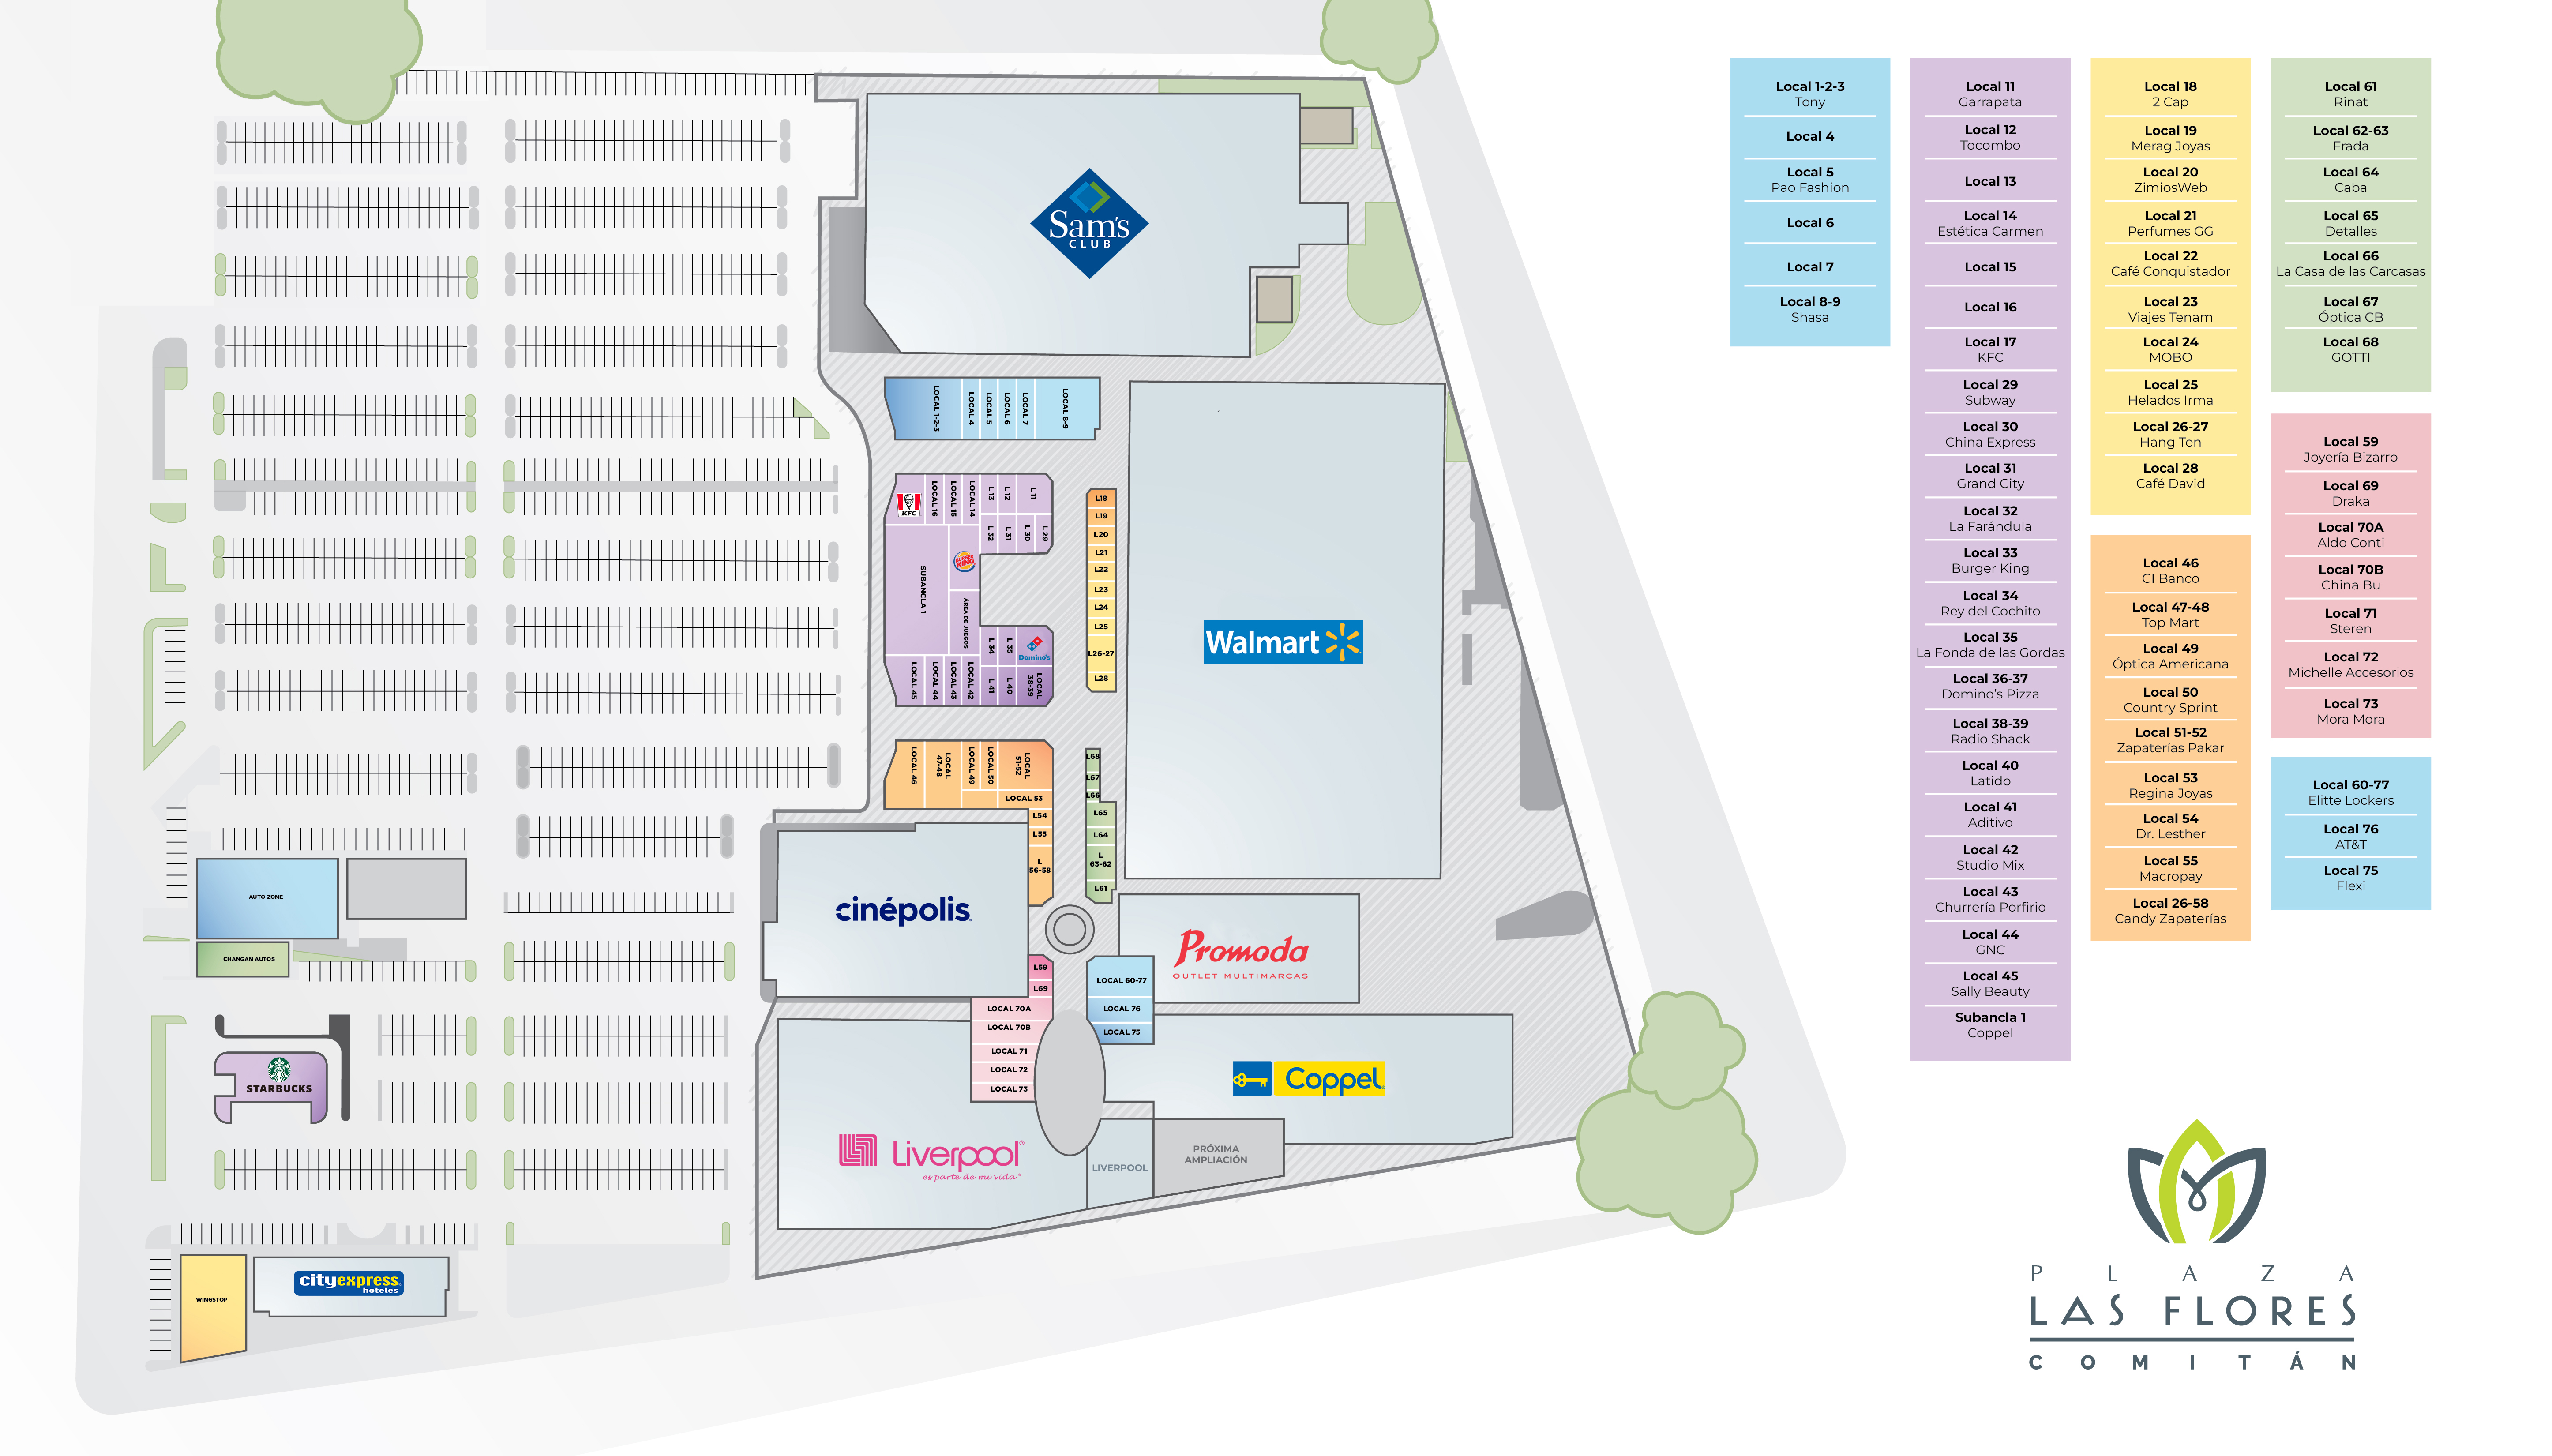 Sam's
CLUB
LOCAL 1-2-3
LOCAL 4
LOCAL 5
LOCAL 6
LOCAL 7
LOCAL 8-9
KFC
LOCAL 16
LOCAL 15
LOCAL 14
L 13
L 12
L 11
L 32
L 31
L 30
L 29
BURGER
KING
SUBANCLA 1
ÁREA DE JUEGOS
L 34
L 35
Domino's
LOCAL 45
LOCAL 44
LOCAL 43
LOCAL 42
L 41
L 40
LOCAL
38-39
L18
L19
L20
L21
L22
L23
L24
L25
L26-27
L28
Walmart
LOCAL 46
LOCAL
47-48
LOCAL 49
LOCAL 50
LOCAL
51-52
LOCAL 53
L54
L55
L
56-58
L68
L67
L66
L65
L64
L
63-62
L61
cinépolis
Promoda
OUTLET MULTIMARCAS
L59
L69
LOCAL 70A
LOCAL 70B
LOCAL 71
LOCAL 72
LOCAL 73
LOCAL 60-77
LOCAL 76
LOCAL 75
Coppel
Liverpool
es parte de mi vida
LIVERPOOL
PRÓXIMA
AMPLIACIÓN
AUTO ZONE
CHANGAN AUTOS
STARBUCKS
WINGSTOP
cityexpress
hoteles
Local 1-2-3
Tony
Local 4
Local 5
Pao Fashion
Local 6
Local 7
Local 8-9
Shasa
Local 11
Garrapata
Local 12
Tocombo
Local 13
Local 14
Estética Carmen
Local 15
Local 16
Local 17
KFC
Local 29
Subway
Local 30
China Express
Local 31
Grand City
Local 32
La Farándula
Local 33
Burger King
Local 34
Rey del Cochito
Local 35
La Fonda de las Gordas
Local 36-37
Domino's Pizza
Local 38-39
Radio Shack
Local 40
Latido
Local 41
Aditivo
Local 42
Studio Mix
Local 43
Churrería Porfirio
Local 44
GNC
Local 45
Sally Beauty
Subancla 1
Coppel
Local 18
2 Cap
Local 19
Merag Joyas
Local 20
ZimiosWeb
Local 21
Perfumes GG
Local 22
Café Conquistador
Local 23
Viajes Tenam
Local 24
MOBO
Local 25
Helados Irma
Local 26-27
Hang Ten
Local 28
Café David
Local 46
CI Banco
Local 47-48
Top Mart
Local 49
Óptica Americana
Local 50
Country Sprint
Local 51-52
Zapaterías Pakar
Local 53
Regina Joyas
Local 54
Dr. Lesther
Local 55
Macropay
Local 26-58
Candy Zapaterías
Local 61
Rinat
Local 62-63
Frada
Local 64
Caba
Local 65
Detalles
Local 66
La Casa de las Carcasas
Local 67
Óptica CB
Local 68
GOTTI
Local 59
Joyería Bizarro
Local 69
Draka
Local 70A
Aldo Conti
Local 70B
China Bu
Local 71
Steren
Local 72
Michelle Accesorios
Local 73
Mora Mora
Local 60-77
Elitte Lockers
Local 76
AT&T
Local 75
Flexi
PLAZA
LAS FLORES
COMITÁN